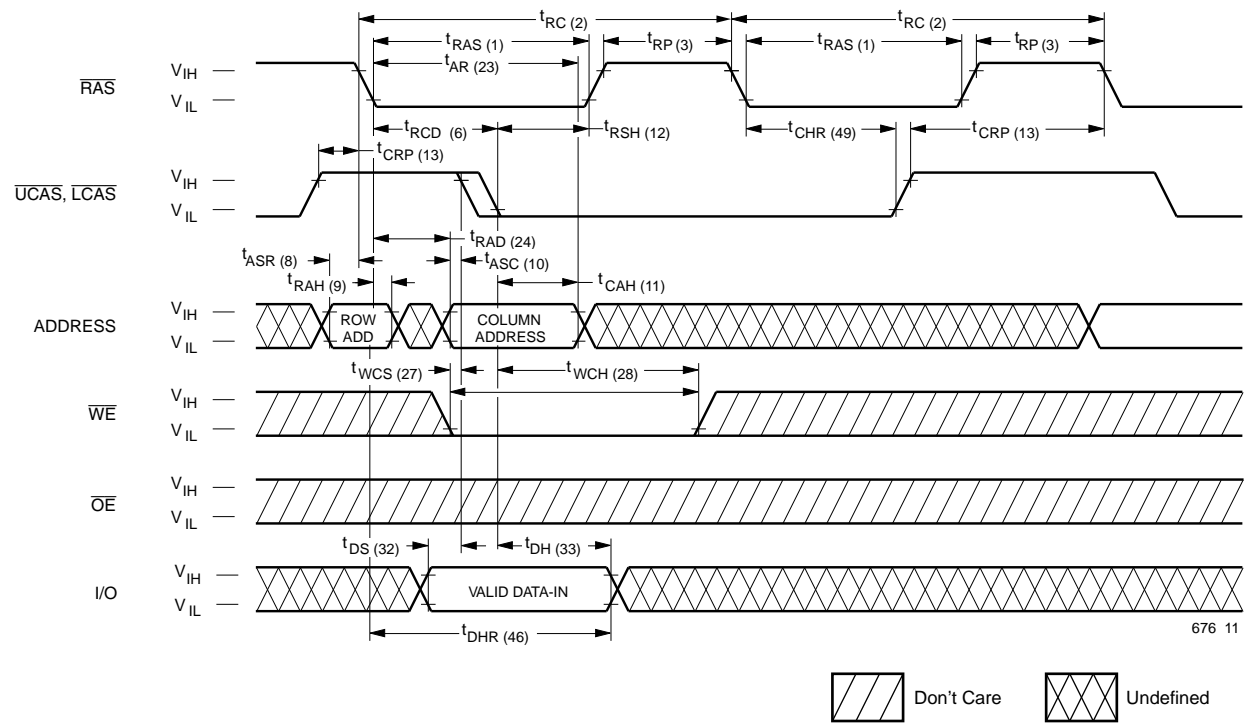 tRC (2) tRC (2)
tRAS (1) tRP (3) tRAS (1) tRP (3)
tAR (23)
RAS VIH
VIL
tRCD (6) tRSH (12) tCHR (49) tCRP (13)
tCRP (13)
UCAS, LCAS VIH
VIL
tRAD (24)
tASR (8) tASC (10)
tRAH (9) tCAH (11)
ADDRESS VIH
VIL
ROW
ADD
COLUMN
ADDRESS
tWCS (27) tWCH (28)
WE VIH
VIL
OE VIH
VIL
tDS (32) tDH (33)
I/O VIH
VIL
VALID DATA-IN
tDHR (46)
676 11
Don't Care Undefined